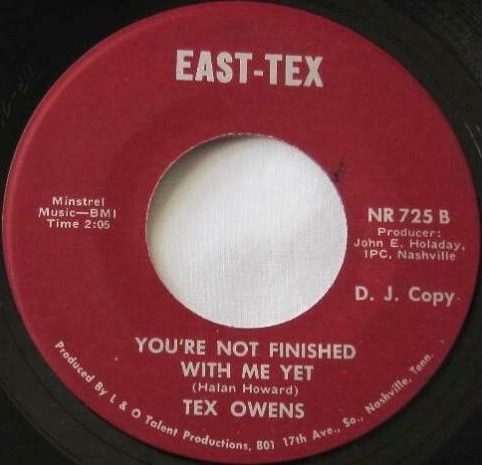 EAST-TEX
Minstrel
Music—BMI
Time 2:05
NR 725 B
Producer:
John E. Holaday,
IPC, Nashville
D. J. Copy
YOU'RE NOT FINISHED
WITH ME YET
(Halan Howard)
TEX OWENS
Produced By L & O Talent Productions, 801 17th Ave., So., Nashville, Tenn.